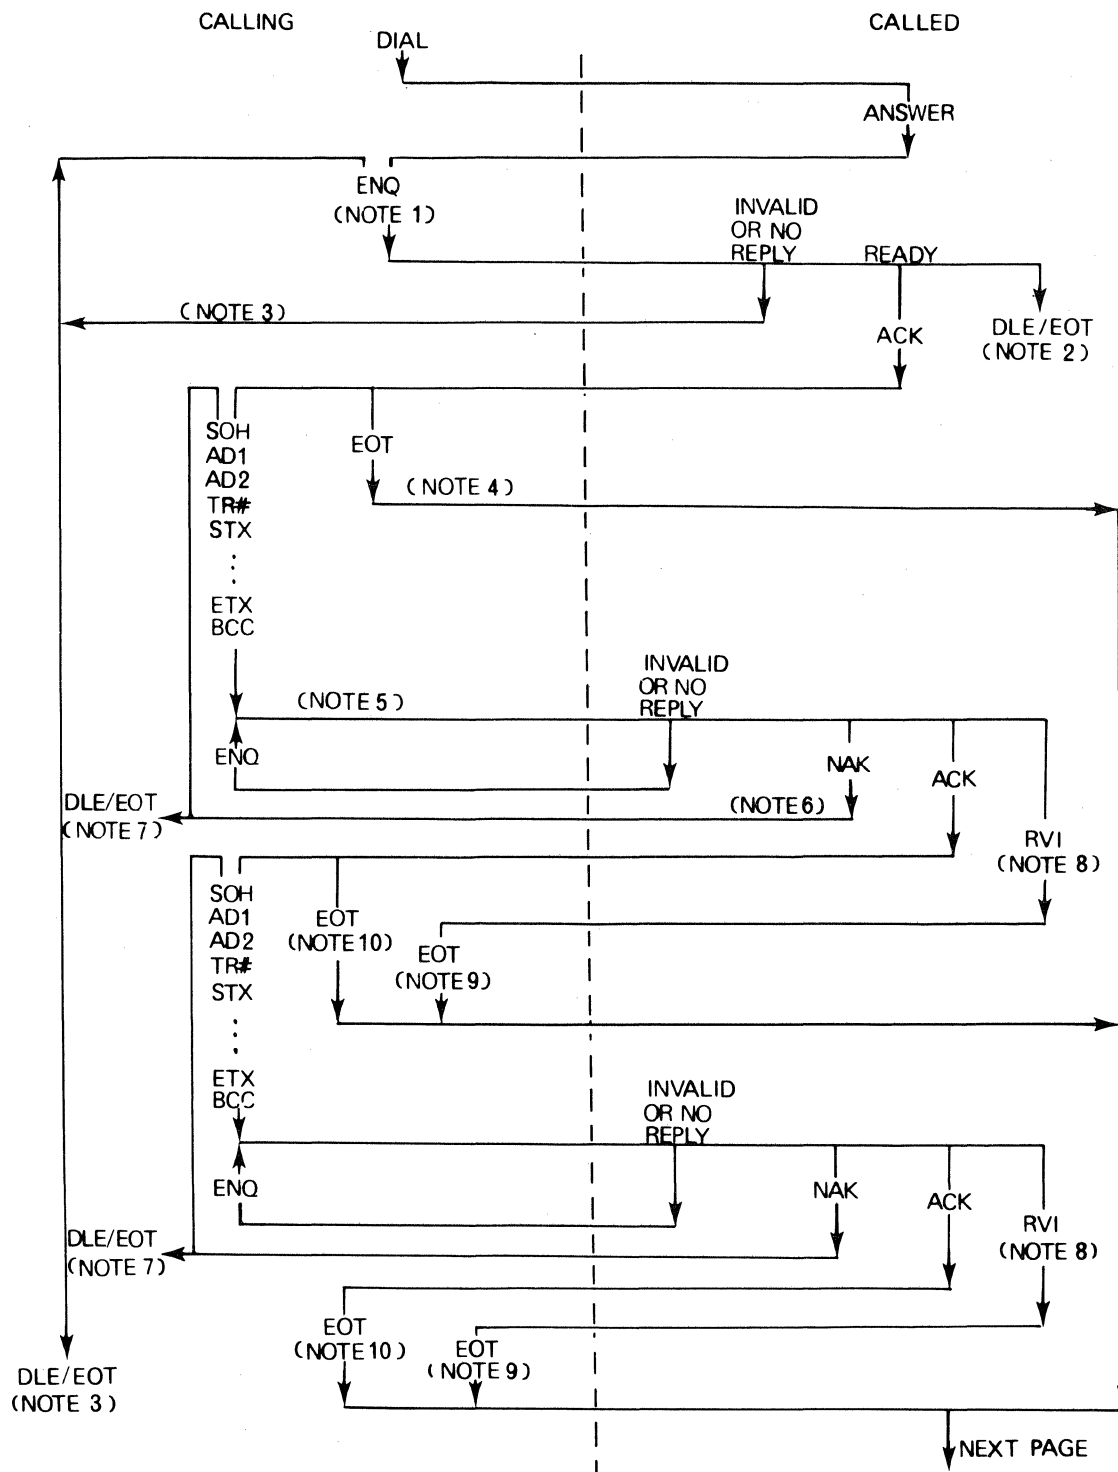 CALLING
CALLED
DIAL
ANSWER
ENQ
(NOTE 1)
INVALID
OR NO
REPLY
READY
(NOTE 3)
ACK
DLE/EOT
(NOTE 2)
SOH
AD1
AD2
TR#
STX
ETX
BCC
EOT
(NOTE 4)
(NOTE 5)
INVALID
OR NO
REPLY
ENQ
NAK
ACK
DLE/EOT
(NOTE 7)
(NOTE 6)
RVI
(NOTE 8)
SOH
AD1
AD2
TR#
STX
ETX
BCC
EOT
(NOTE 10)
EOT
(NOTE 9)
INVALID
OR NO
REPLY
ENQ
NAK
ACK
RVI
(NOTE 8)
DLE/EOT
(NOTE 7)
EOT
(NOTE 10)
EOT
(NOTE 9)
DLE/EOT
(NOTE 3)
NEXT PAGE